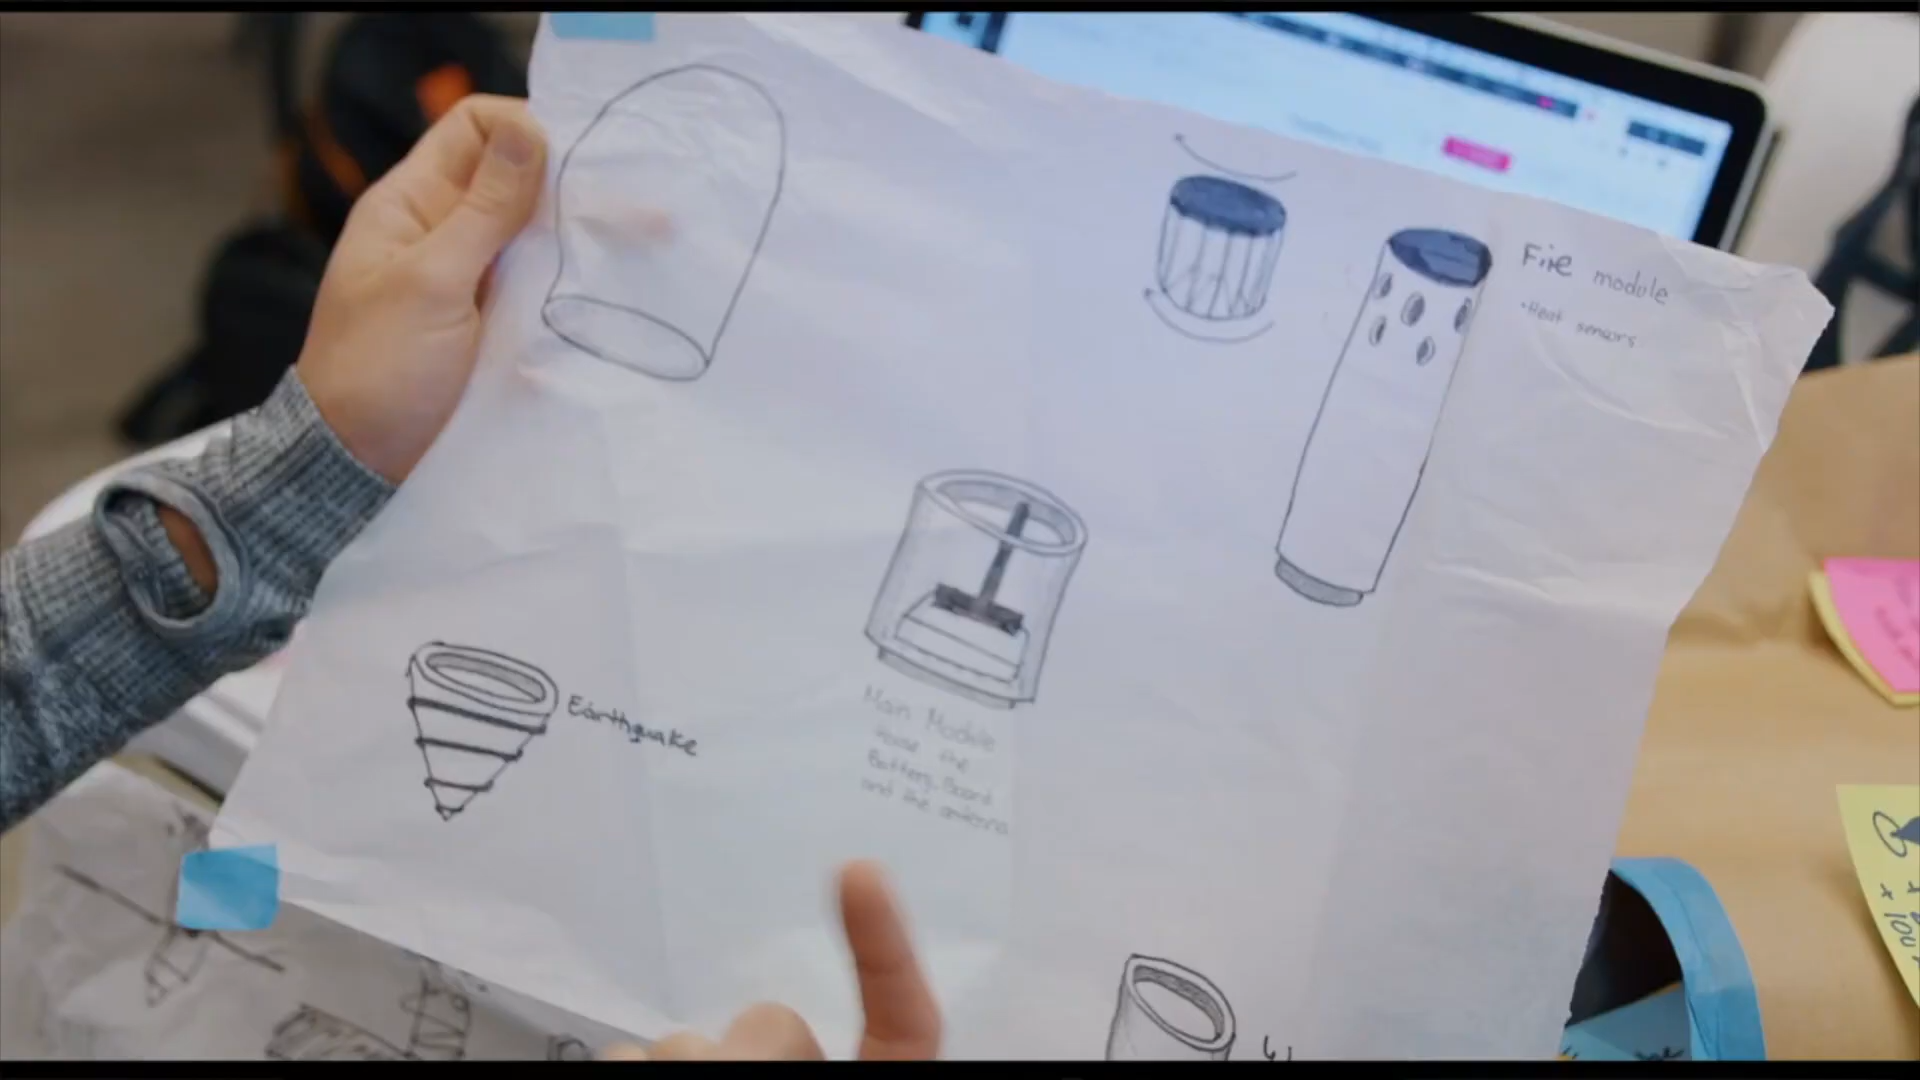 Fire module
•Heat sensors
Earthquake
Main Module
House the
Battery, Board
and the antenna